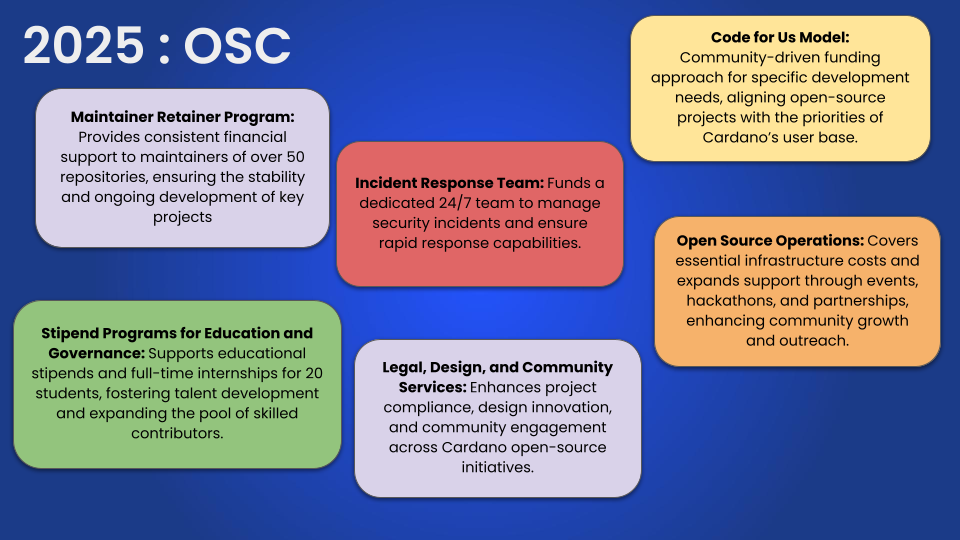 2025 : OSC
Maintainer Retainer Program:
Provides consistent financial
support to maintainers of over 50
repositories, ensuring the stability
and ongoing development of key
projects
Incident Response Team: Funds a
dedicated 24/7 team to manage
security incidents and ensure
rapid response capabilities.
Code for Us Model:
Community-driven funding
approach for specific development
needs, aligning open-source
projects with the priorities of
Cardano’s user base.
Open Source Operations: Covers
essential infrastructure costs and
expands support through events,
hackathons, and partnerships,
enhancing community growth
and outreach.
Stipend Programs for Education and
Governance: Supports educational
stipends and full-time internships for 20
students, fostering talent development
and expanding the pool of skilled
contributors.
Legal, Design, and Community
Services: Enhances project
compliance, design innovation,
and community engagement
across Cardano open-source
initiatives.